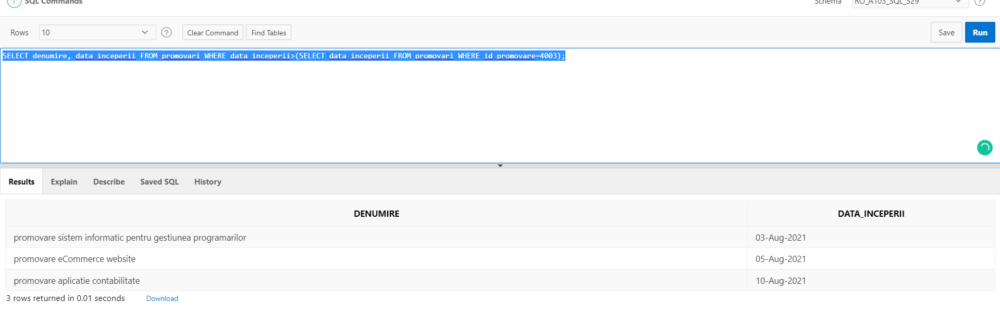 SQL Commands
Schema
RO_A103_SQL_S29
?
Rows
10
?
Clear Command
Find Tables
Save
Run
SELECT denumire, data_inceperii FROM promovari WHERE data_inceperii>(SELECT data_inceperii FROM promovari WHERE id_promovare=4003);
Results
Explain
Describe
Saved SQL
History
DENUMIRE
DATA_INCEPERII
promovare sistem informatic pentru gestiunea programarilor
03-Aug-2021
promovare eCommerce website
05-Aug-2021
promovare aplicatie contabilitate
10-Aug-2021
3 rows returned in 0.01 seconds
Download